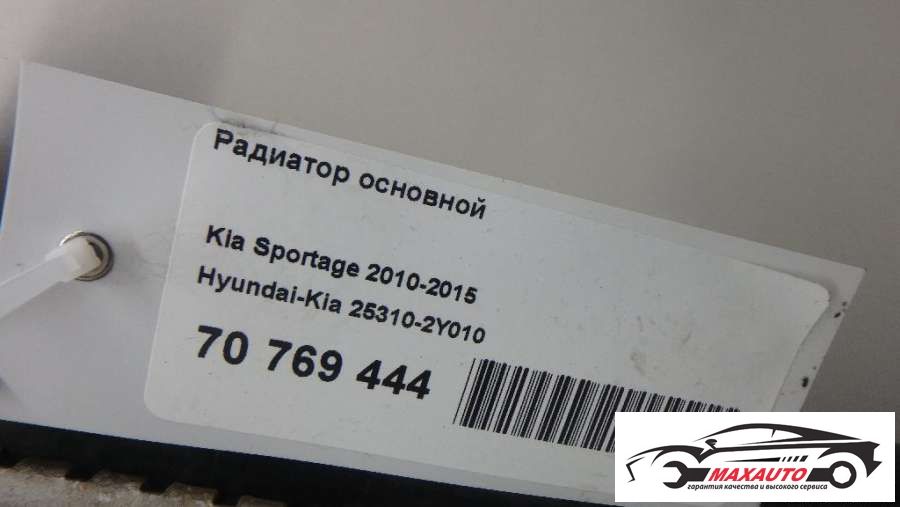 Радиатор основной
Kia Sportage 2010-2015
Hyundai-Kia 25310-2Y010
70 769 444
MAXAUTO
гарантия качества и высокого сервиса